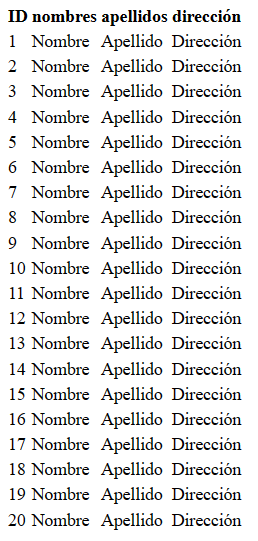 ID nombres apellidos dirección
1 Nombre Apellido Dirección
2 Nombre Apellido Dirección
3 Nombre Apellido Dirección
4 Nombre Apellido Dirección
5 Nombre Apellido Dirección
6 Nombre Apellido Dirección
7 Nombre Apellido Dirección
8 Nombre Apellido Dirección
9 Nombre Apellido Dirección
10 Nombre Apellido Dirección
11 Nombre Apellido Dirección
12 Nombre Apellido Dirección
13 Nombre Apellido Dirección
14 Nombre Apellido Dirección
15 Nombre Apellido Dirección
16 Nombre Apellido Dirección
17 Nombre Apellido Dirección
18 Nombre Apellido Dirección
19 Nombre Apellido Dirección
20 Nombre Apellido Dirección